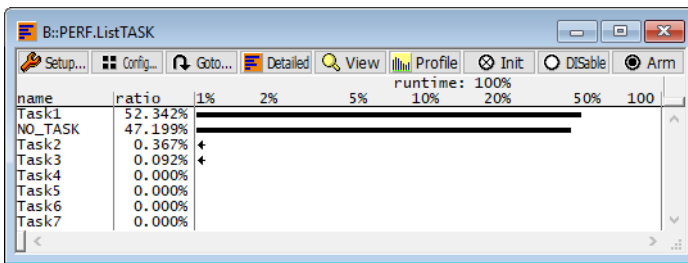 B::PERF.ListTASK
Setup... Config... Goto... Detailed View Profile Init DISable Arm
runtime: 100%
name ratio 1% 2% 5% 10% 20% 50% 100
Task1 52.342%
NO_TASK 47.199%
Task2 0.367%
Task3 0.092%
Task4 0.000%
Task5 0.000%
Task6 0.000%
Task7 0.000%